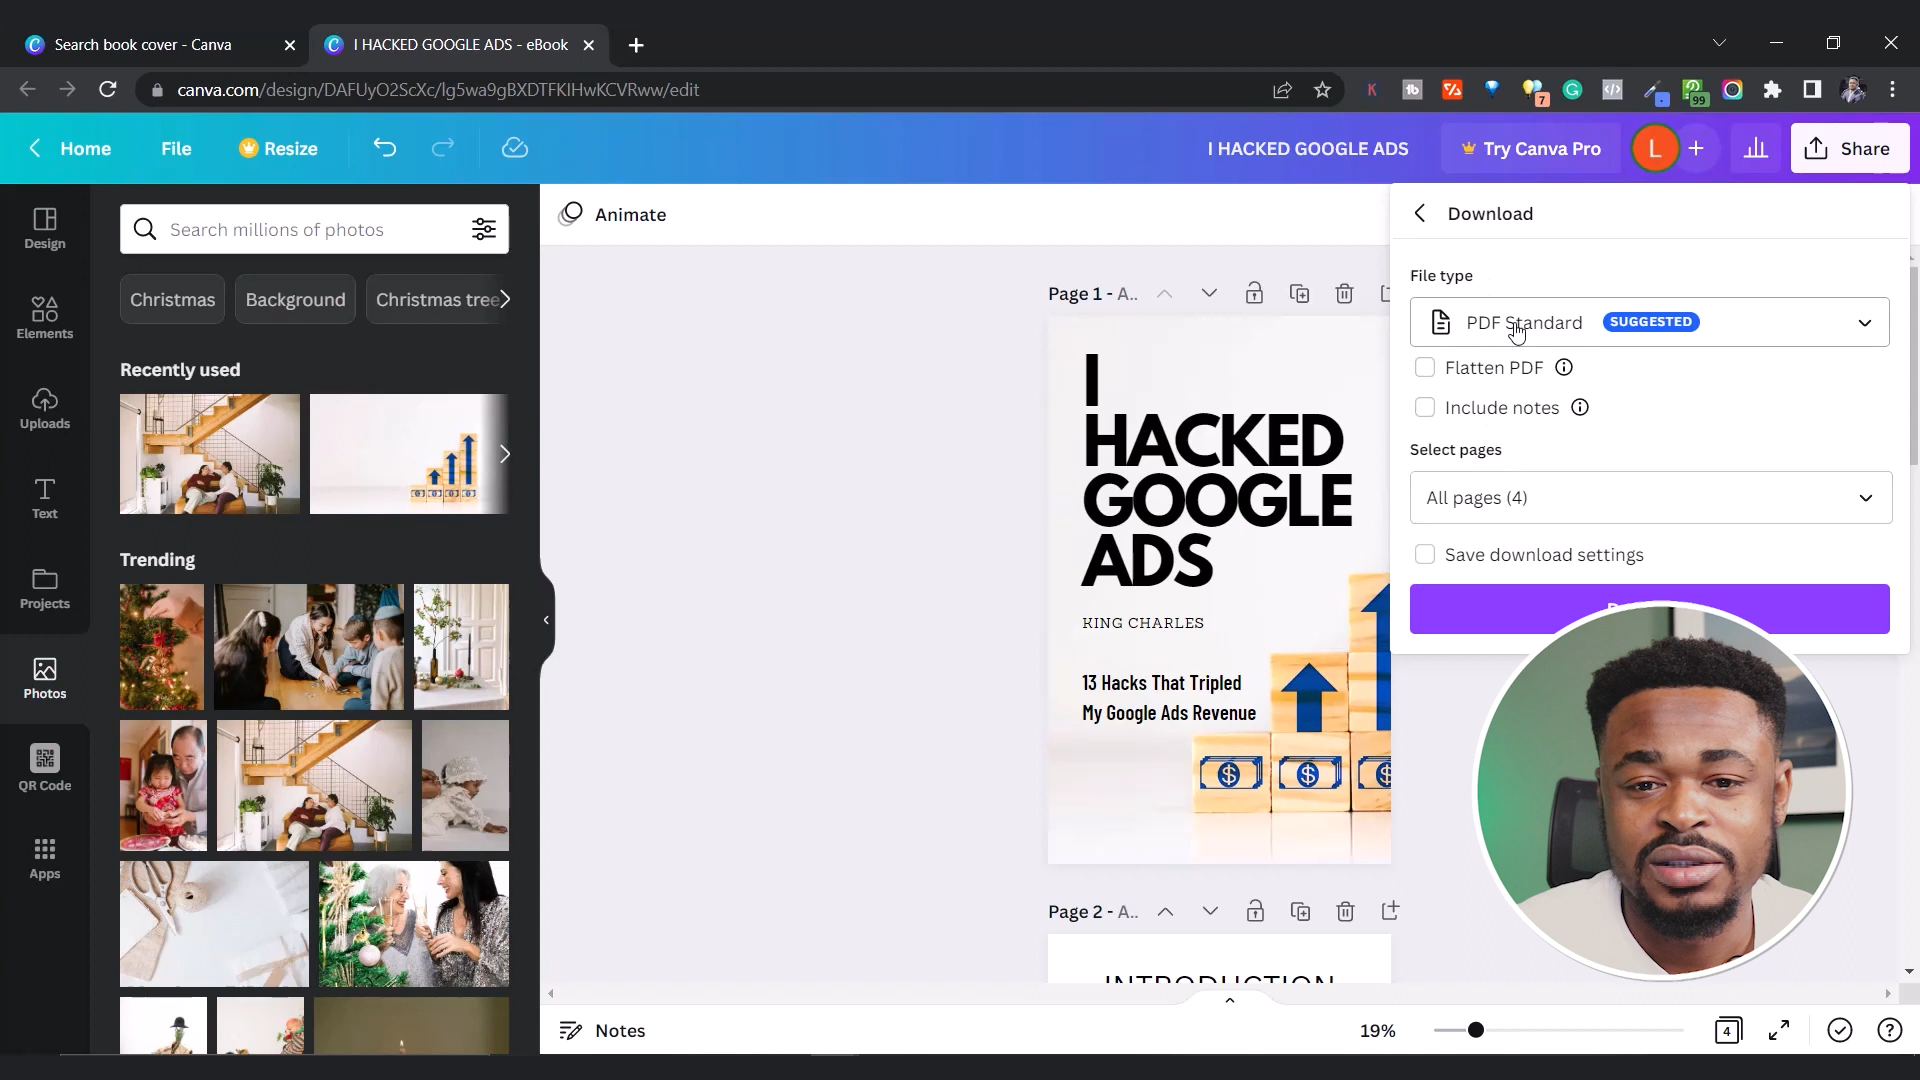 Search book cover - Canva
I HACKED GOOGLE ADS - eBook
canva.com/design/DAFUyO2ScXc/lg5wa9gBXDTFKIHwKCVRww/edit
7
99
Home
File
Resize
I HACKED GOOGLE ADS
Try Canva Pro
L
Share
Design
Elements
Uploads
Text
Projects
Photos
QR Code
Apps
Search millions of photos
Christmas
Background
Christmas tree
Recently used
Trending
Animate
Page 1 - A..
I
HACKED
GOOGLE
ADS
KING CHARLES
13 Hacks That Tripled
My Google Ads Revenue
Page 2 - A..
INTRODUCTION
Download
File type
PDF Standard
SUGGESTED
Flatten PDF
Include notes
Select pages
All pages (4)
Save download settings
Notes
19%
4